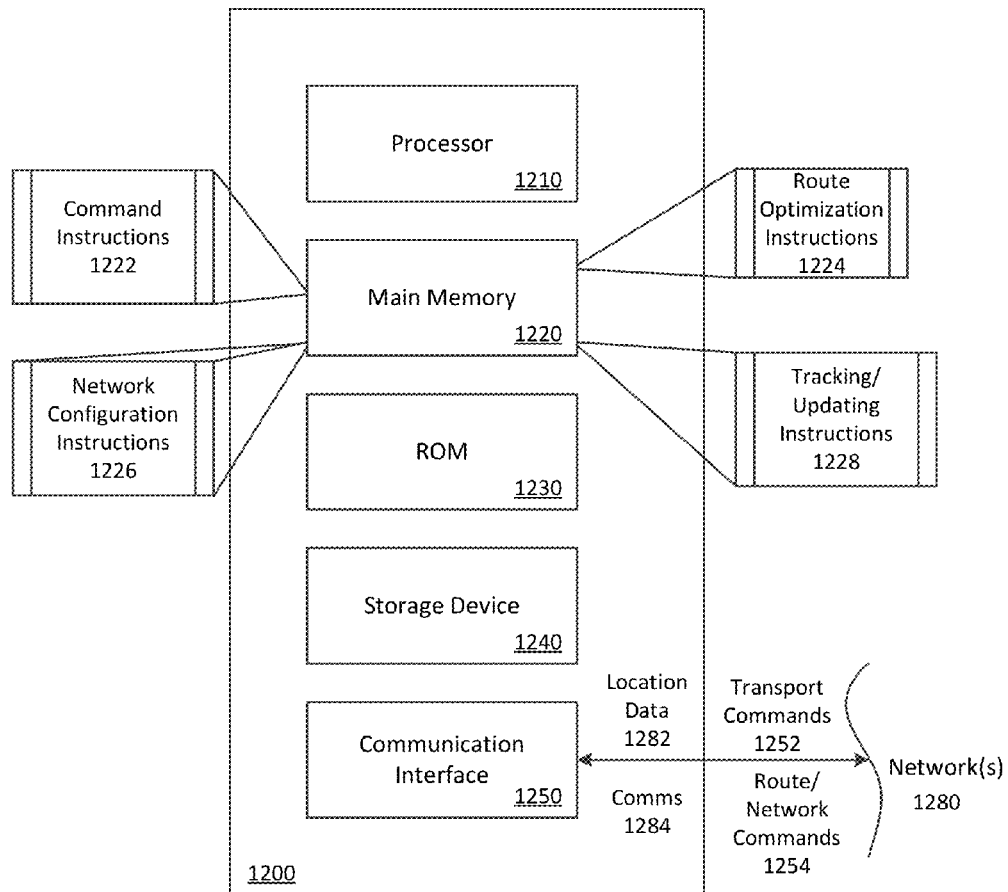 Processor
1210
Command
Instructions
1222
Route
Optimization
Instructions
1224
Main Memory
1220
Network
Configuration
Instructions
1226
Tracking/
Updating
Instructions
1228
ROM
1230
Storage Device
1240
Communication
Interface
1250
Location
Data
1282
Transport
Commands
1252
Comms
1284
Route/
Network
Commands
1254
Network(s)
1280
1200